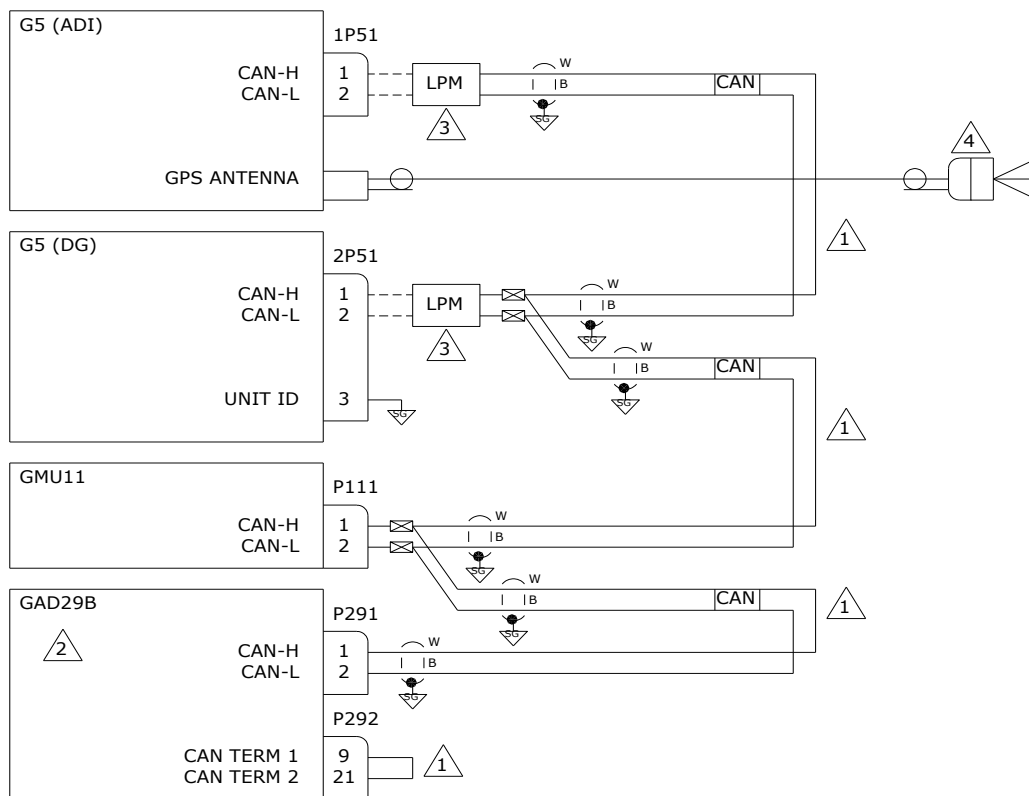 G5 (ADI)
1P51
CAN-H 1 LPM W CAN
CAN-L 2 B
SG
3
4
GPS ANTENNA
1
G5 (DG)
2P51
CAN-H 1 LPM W
CAN-L 2 B
SG
3
W
B CAN
SG
UNIT ID 3
SG
1
GMU11
P111
CAN-H 1 W
CAN-L 2 B
SG
W
B CAN
SG
1
GAD29B
2
P291
CAN-H 1 W
CAN-L 2 B
SG
P292
CAN TERM 1 9
CAN TERM 2 21
1